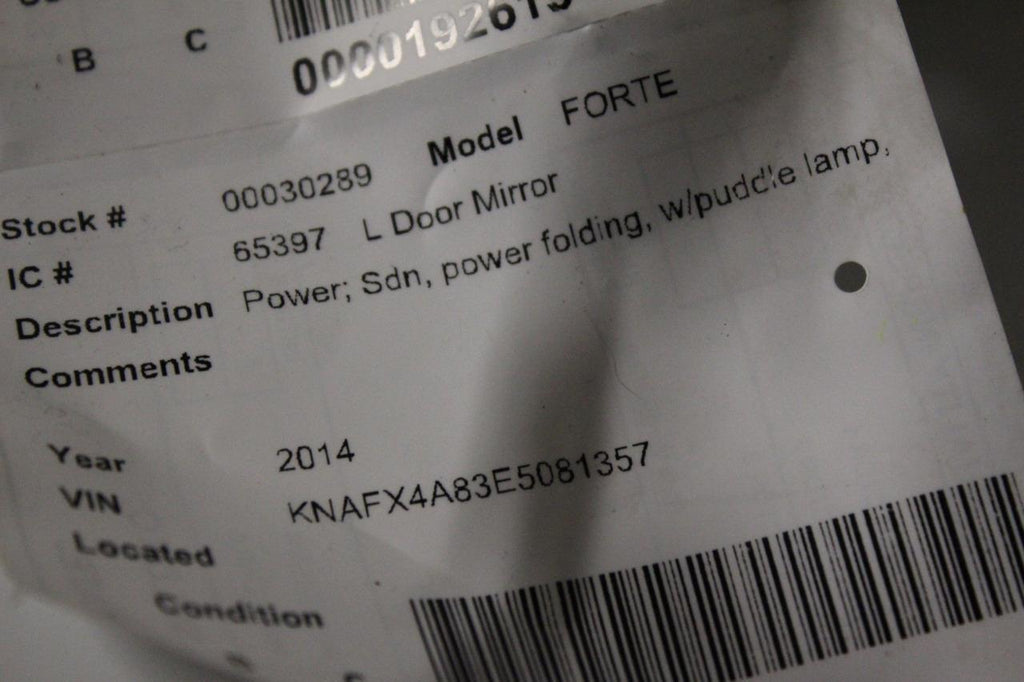 B C
Stock # 00030289 Model FORTE
IC # 65397 L Door Mirror
Description Power; Sdn, power folding, w/puddle lamp,
Comments
Year 2014
VIN KNAFX4A83E5081357
Located
Condition